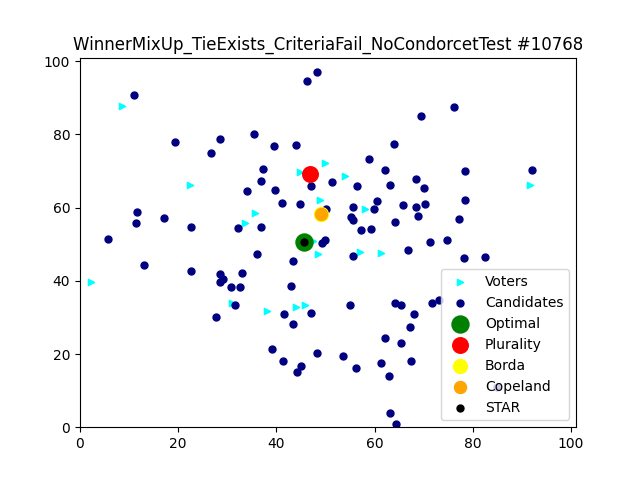 WinnerMixUp_TieExists_CriteriaFail_NoCondorcetTest #10768
100
80
60
40
20
0
0 20 40 60 80 100
Voters
Candidates
Optimal
Plurality
Borda
Copeland
STAR